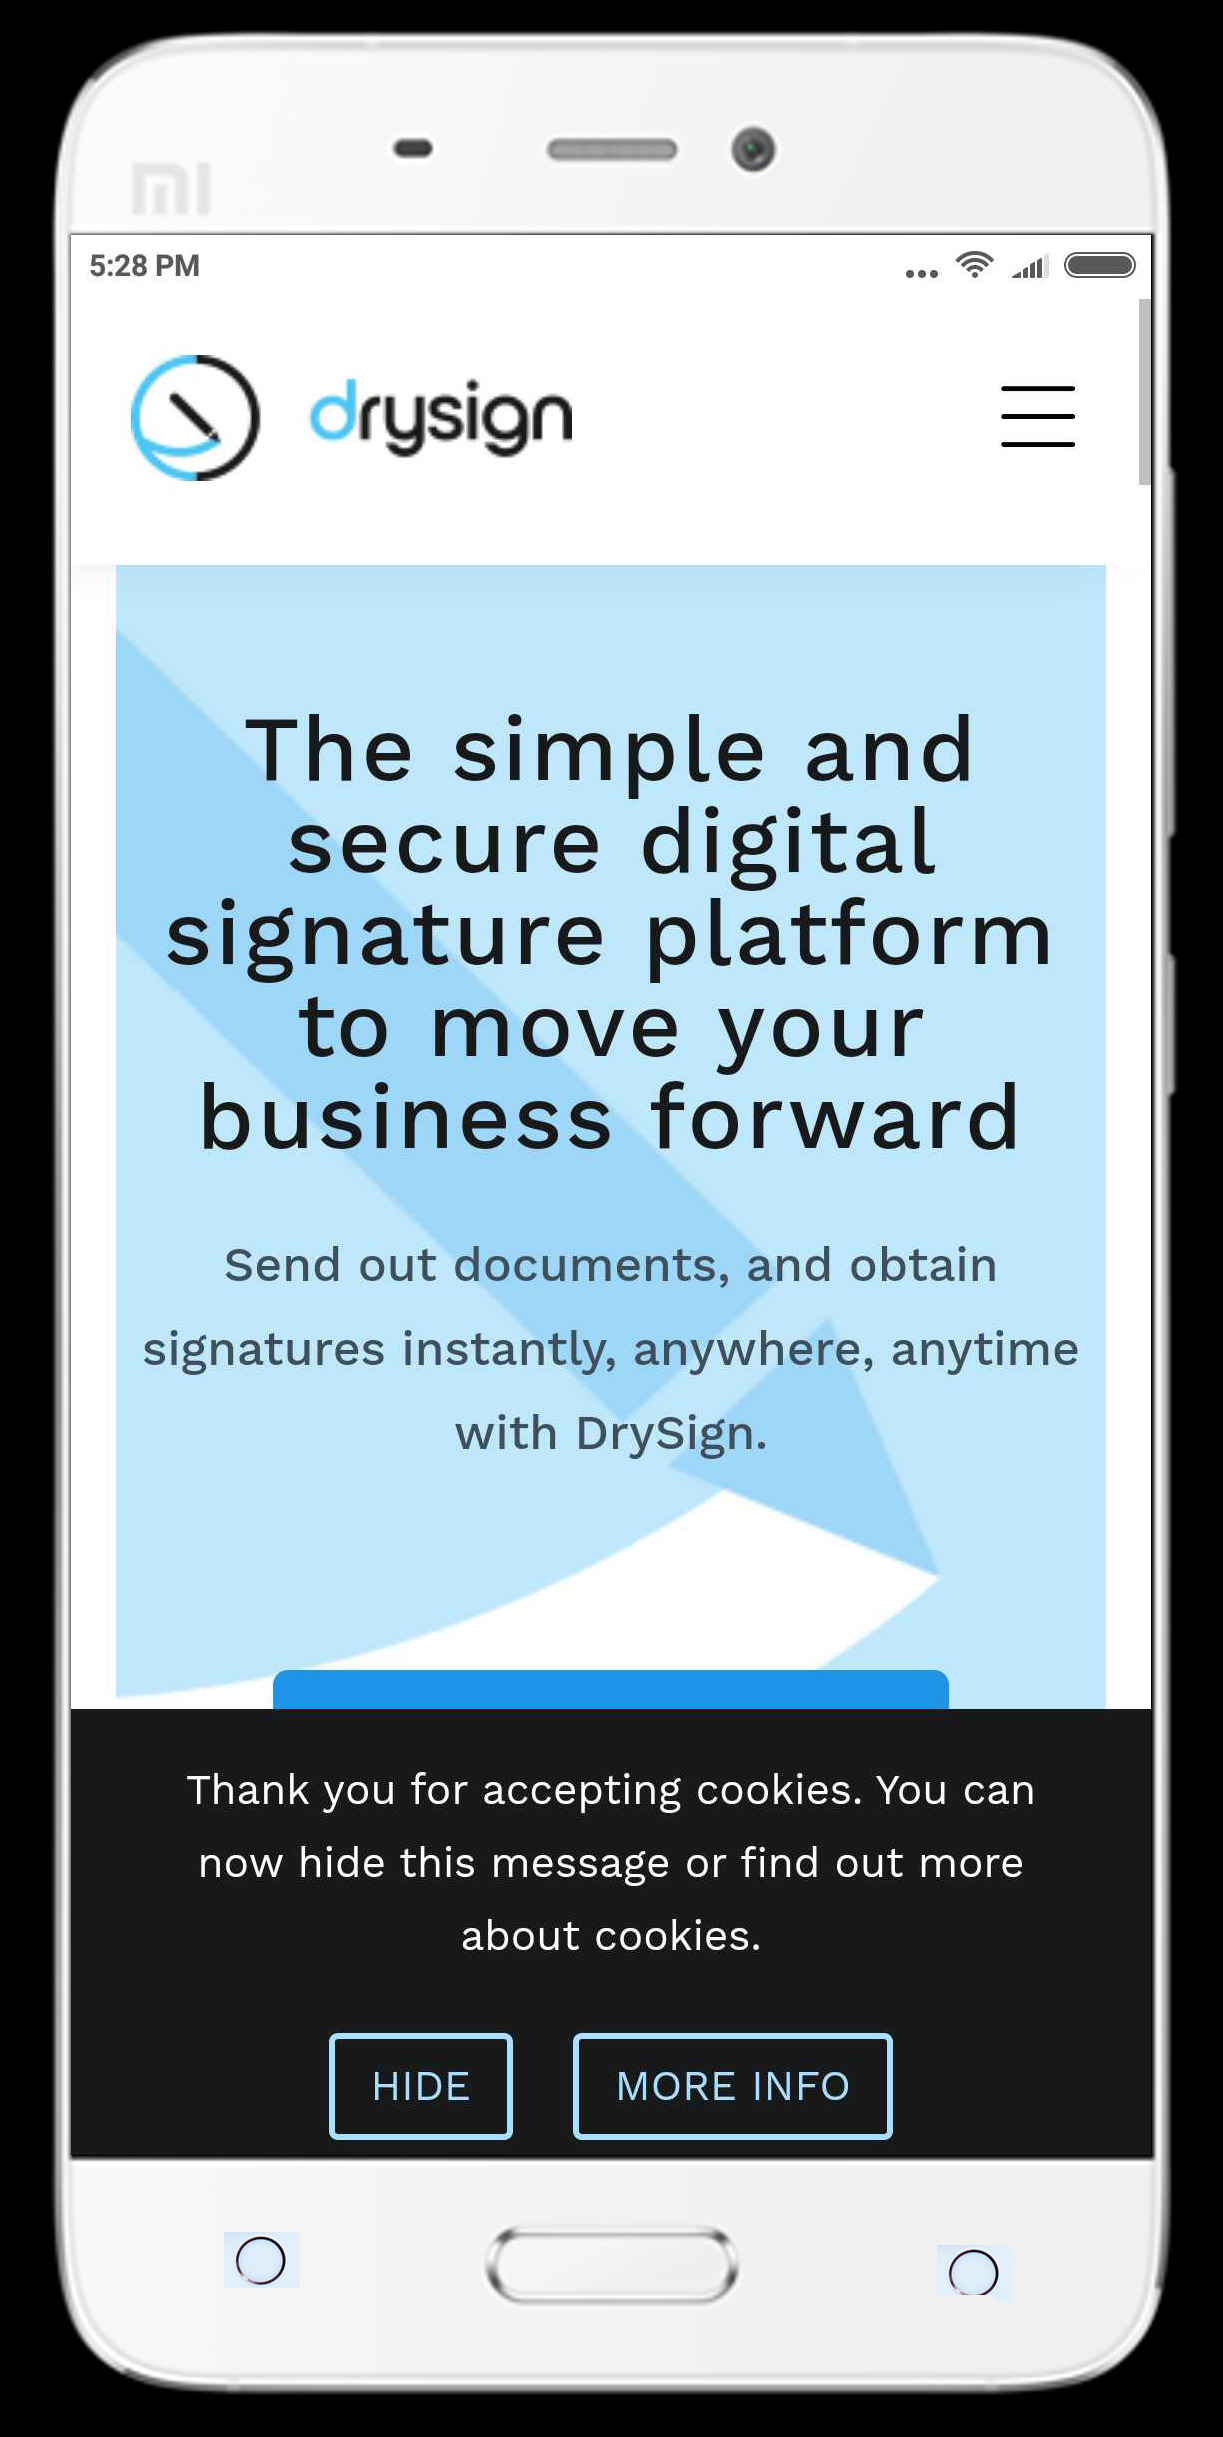 MI
5:28 PM
drysign
The simple and
secure digital
signature platform
to move your
business forward
Send out documents, and obtain
signatures instantly, anywhere, anytime
with DrySign.
Thank you for accepting cookies. You can
now hide this message or find out more
about cookies.
HIDE
MORE INFO